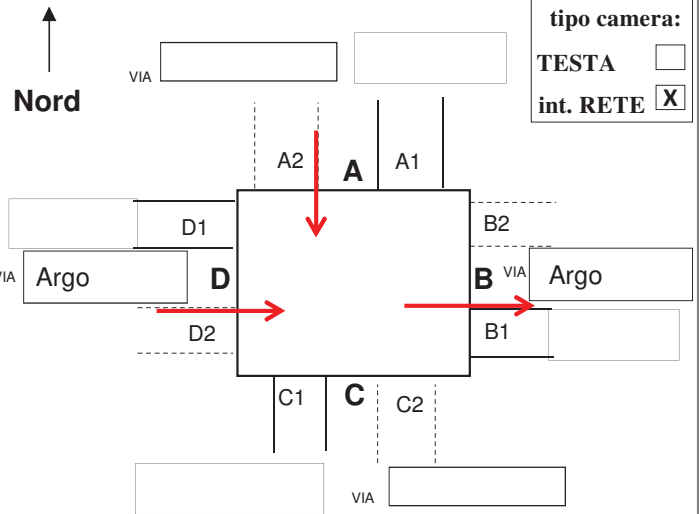 tipo camera:
TESTA
int. RETE X
Nord
VIA
A2 A A1
D1 B2
VIA Argo D B VIA Argo
D2 B1
C1 C C2
VIA